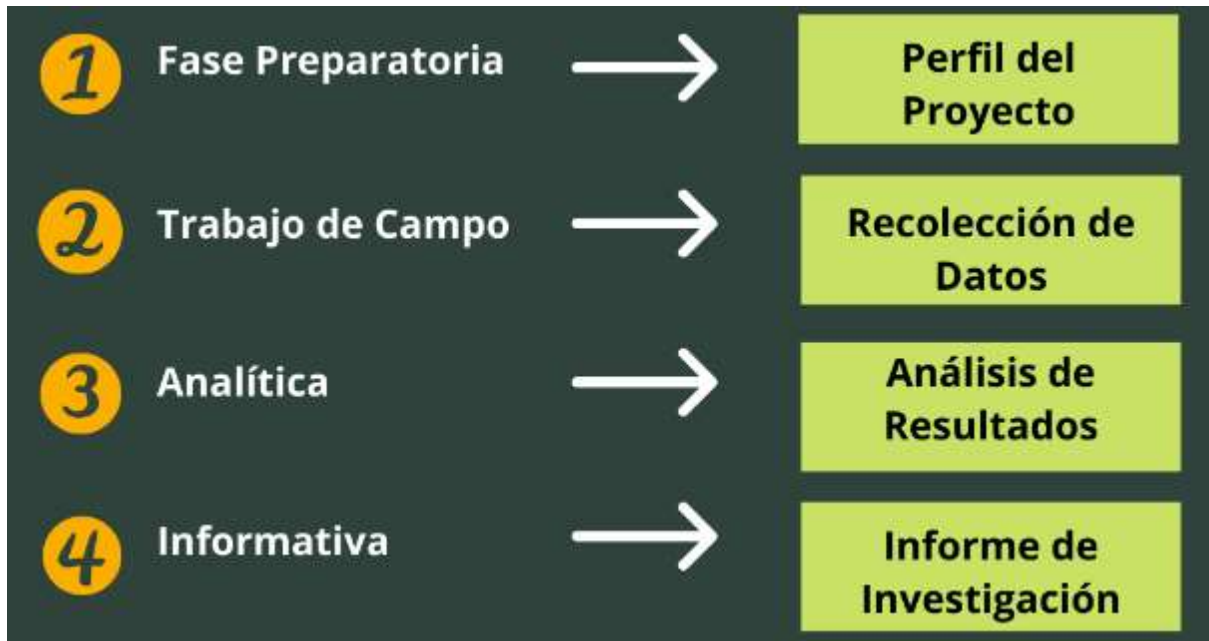 1 Fase Preparatoria
Perfil del
Proyecto
2 Trabajo de Campo
Recolección de
Datos
3 Analítica
Análisis de
Resultados
4 Informativa
Informe de
Investigación